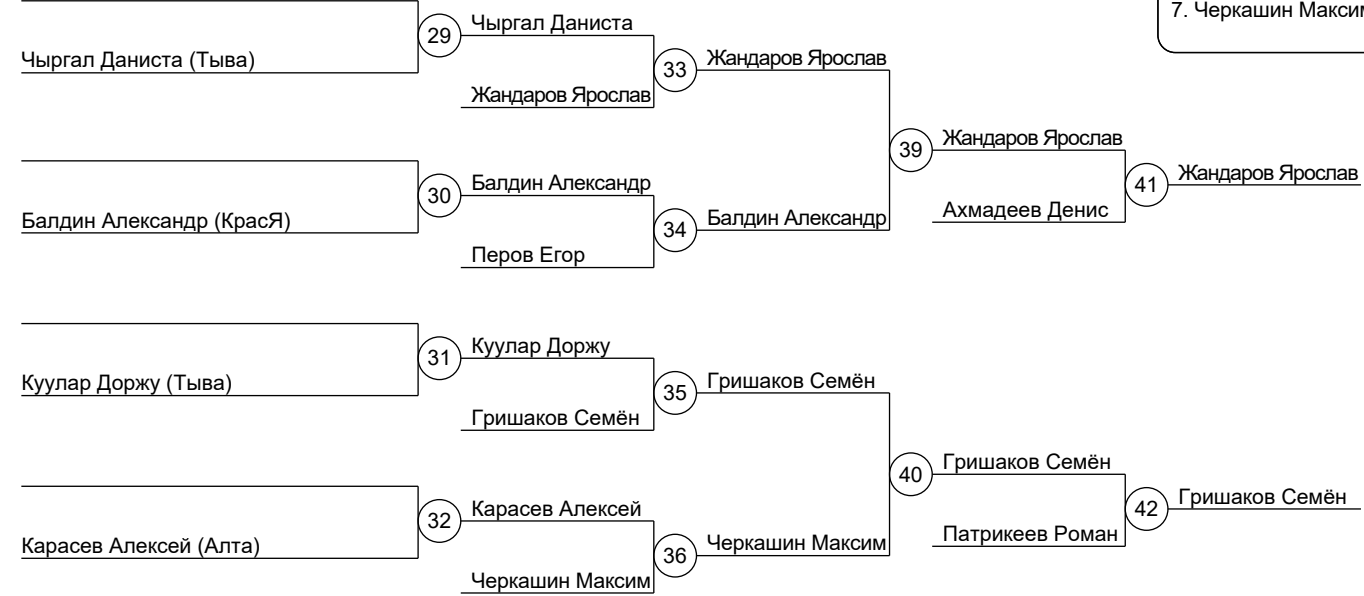 7. Черкашин Максим
29
Чыргал Даниста
Чыргал Даниста (Тыва)
33
Жандаров Ярослав
Жандаров Ярослав
39
Жандаров Ярослав
30
Балдин Александр
Балдин Александр (КрасЯ)
34
Балдин Александр
Перов Егор
Ахмадеев Денис
41
Жандаров Ярослав
31
Куулар Доржу
Куулар Доржу (Тыва)
35
Гришаков Семён
Гришаков Семён
40
Гришаков Семён
32
Карасев Алексей
Карасев Алексей (Алта)
36
Черкашин Максим
Черкашин Максим
Патрикеев Роман
42
Гришаков Семён